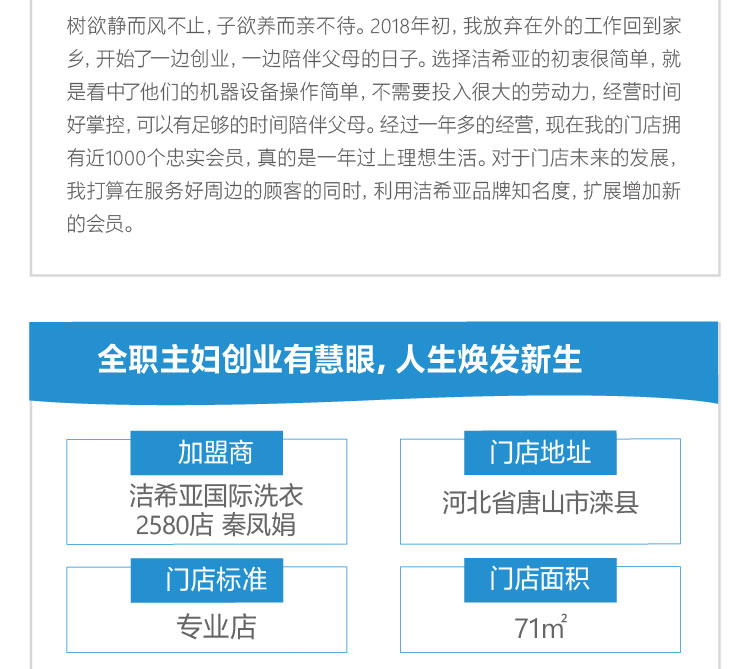 树欲静而风不止，子欲养而亲不待。2018年初，我放弃在外的工作回到家
乡，开始了一边创业，一边陪伴父母的日子。选择洁希亚的初衷很简单，就
是看中了他们的机器设备操作简单，不需要投入很大的劳动力，经营时间
好掌控，可以有足够的时间陪伴父母。经过一年多的经营，现在我的门店拥
有近1000个忠实会员，真的是一年过上理想生活。对于门店未来的发展，
我打算在服务好周边的顾客的同时，利用洁希亚品牌知名度，扩展增加新
的会员。
全职主妇创业有慧眼，人生焕发新生
加盟商
洁希亚国际洗衣
2580店 秦凤娟
门店地址
河北省唐山市滦县
门店标准
专业店
门店面积
71㎡